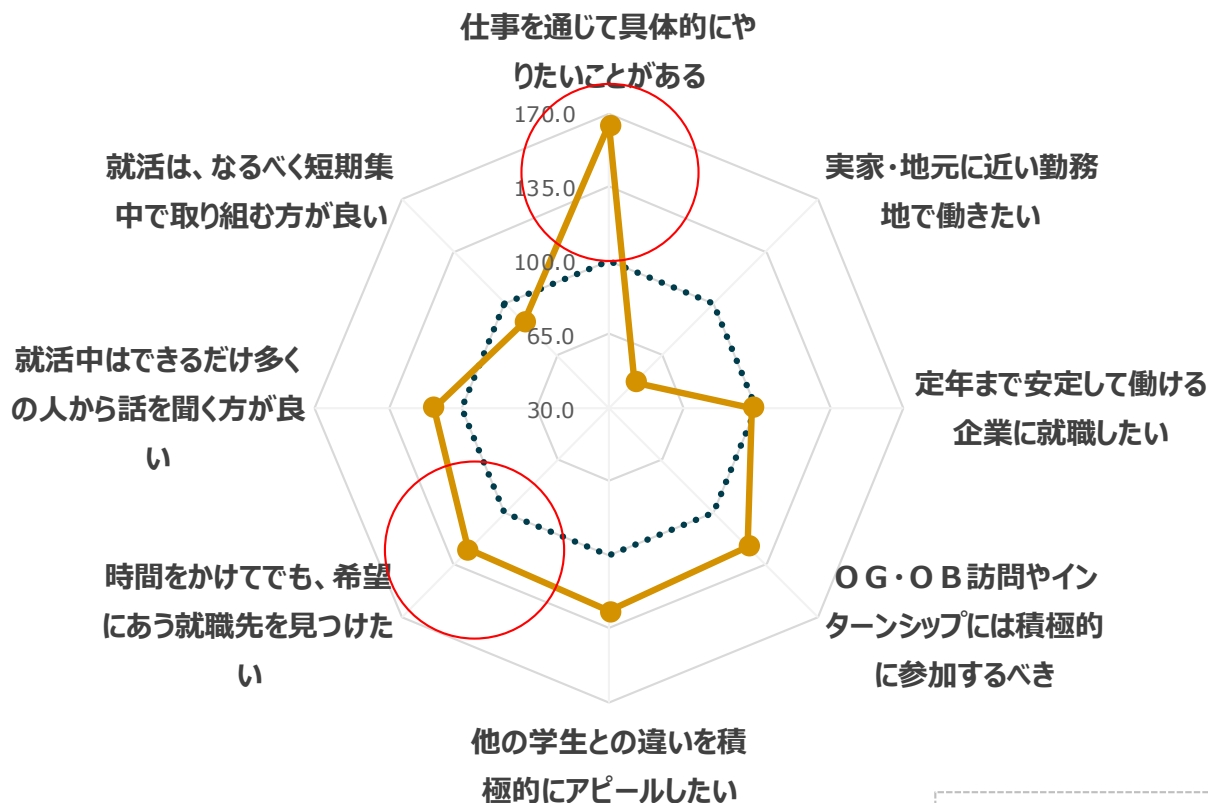 仕事を通じて具体的にや
りたいことがある
170.0
就活は、なるべく短期集
中で取り組む方が良い
実家・地元に近い勤務
地で働きたい
135.0
100.0
65.0
就活中はできるだけ多く
の人から話を聞く方が良
い
30.0
定年まで安定して働ける
企業に就職したい
時間をかけてでも、希望
にあう就職先を見つけた
い
ＯＧ・ＯＢ訪問やイン
ターンシップには積極的
に参加するべき
他の学生との違いを積
極的にアピールしたい